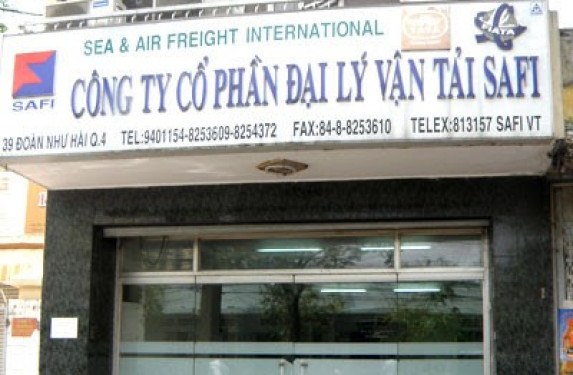 SEA & AIR FREIGHT INTERNATIONAL
SAFI
CÔNG TY CỔ PHẦN ĐẠI LÝ VẬN TẢI SAFI
39 ĐOÀN NHƯ HÀI Q.4 TEL:9401154-8253609-8254372 FAX:84-8-8253610 TELEX:813157 SAFI VT